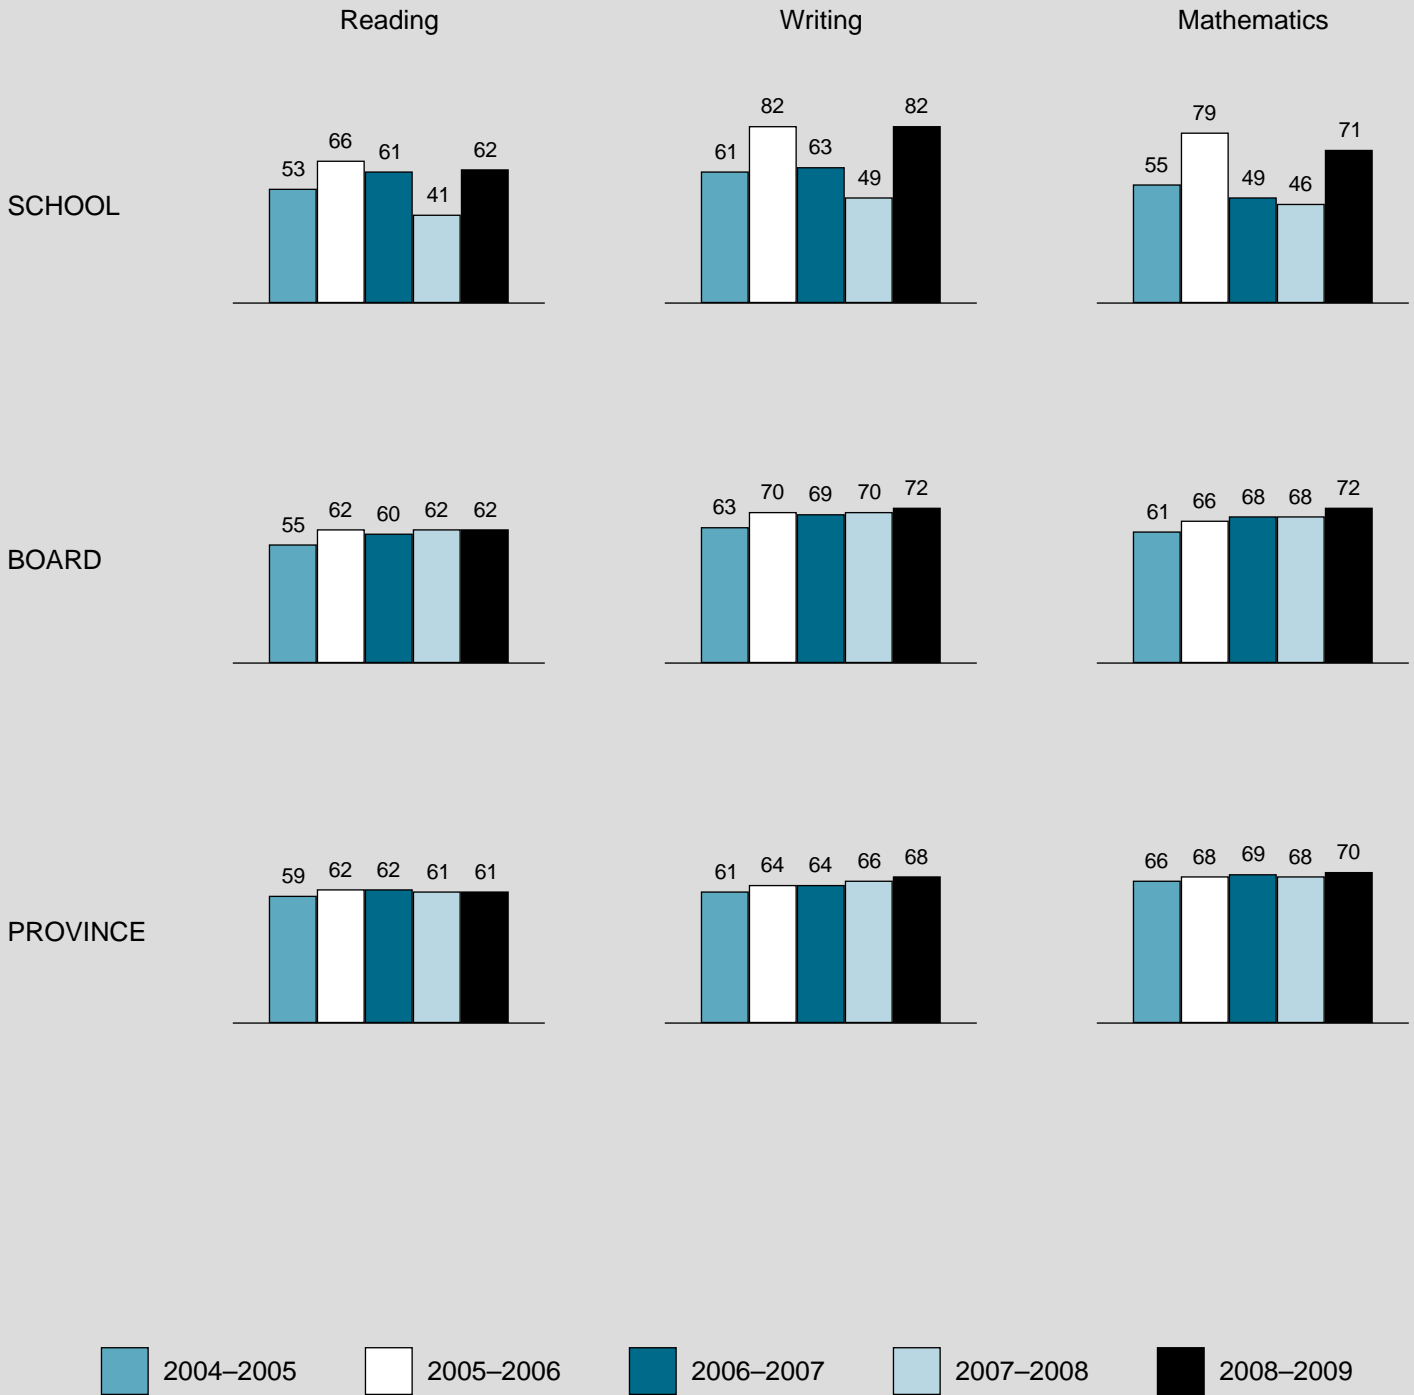 Reading Writing Mathematics
SCHOOL
53 66 61 41 62
61 82 63 49 82
55 79 49 46 71
BOARD
55 62 60 62 62
63 70 69 70 72
61 66 68 68 72
PROVINCE
59 62 62 61 61
61 64 64 66 68
66 68 69 68 70
2004–2005 2005–2006 2006–2007 2007–2008 2008–2009